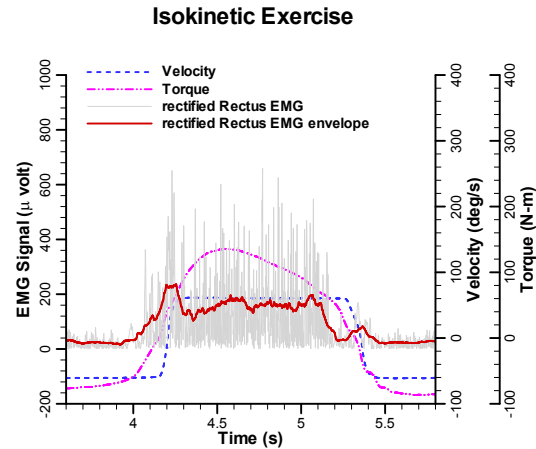 Isokinetic Exercise
Velocity
Torque
rectified Rectus EMG
rectified Rectus EMG envelope
EMG Signal (μ volt)
1000
800
600
400
200
0
-200
4
4.5
5
5.5
Time (s)
Velocity (deg/s)
400
300
200
100
0
-100
Torque (N-m)
400
300
200
100
0
-100